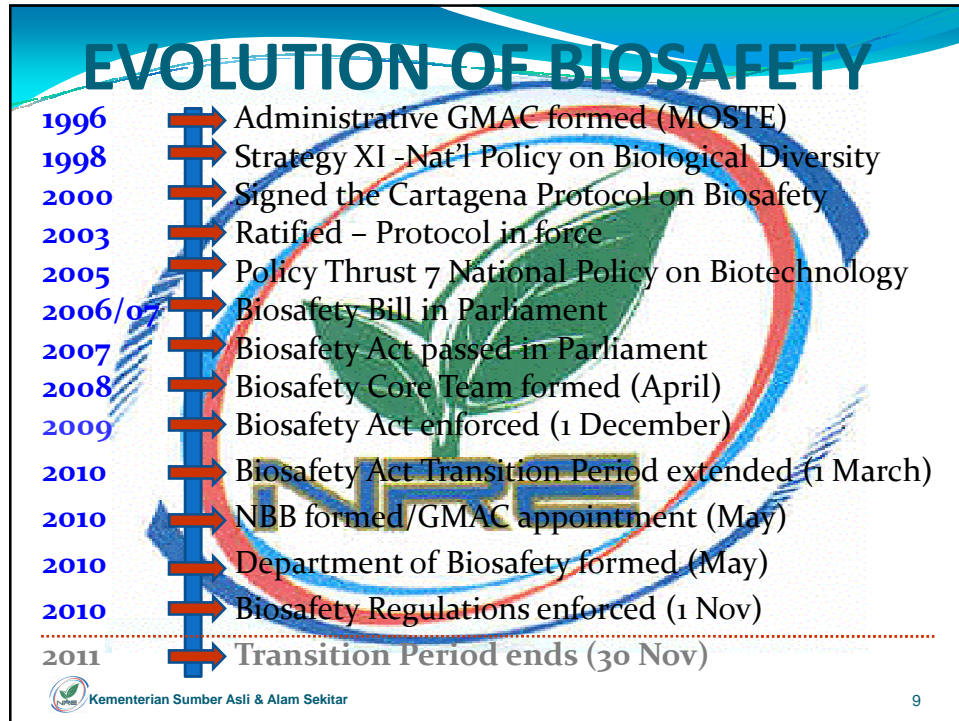 EVOLUTION OF BIOSAFETY
1996 Administrative GMAC formed (MOSTE)
1998 Strategy XI -Nat'l Policy on Biological Diversity
2000 Signed the Cartagena Protocol on Biosafety
2003 Ratified – Protocol in force
2005 Policy Thrust 7 National Policy on Biotechnology
2006/07 Biosafety Bill in Parliament
2007 Biosafety Act passed in Parliament
2008 Biosafety Core Team formed (April)
2009 Biosafety Act enforced (1 December)
2010 Biosafety Act Transition Period extended (1 March)
NRE
2010 NBB formed/GMAC appointment (May)
2010 Department of Biosafety formed (May)
2010 Biosafety Regulations enforced (1 Nov)
2011 Transition Period ends (30 Nov)
NRE Kementerian Sumber Asli & Alam Sekitar 9